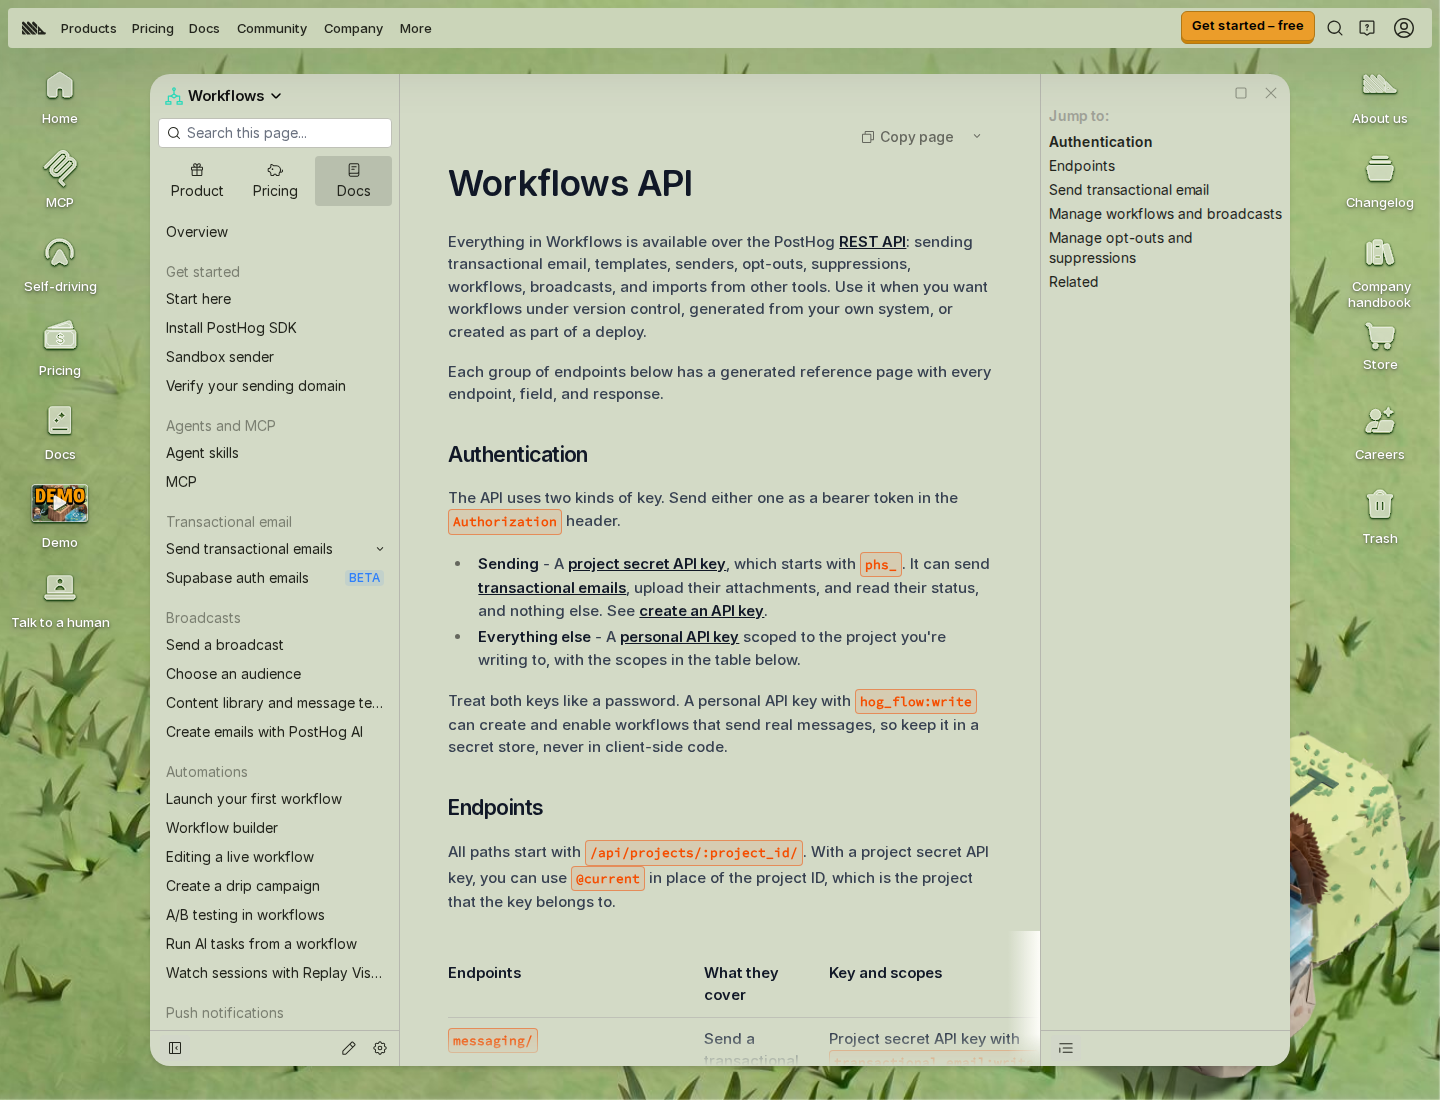 Products Pricing Docs Community Company More Get started – free
Home
MCP
Self-driving
Pricing
Docs
DEMO
Demo
Talk to a human
Workflows
Search this page...
Product Pricing Docs
Overview
Get started
Start here
Install PostHog SDK
Sandbox sender
Verify your sending domain
Agents and MCP
Agent skills
MCP
Transactional email
Send transactional emails
Supabase auth emails BETA
Broadcasts
Send a broadcast
Choose an audience
Content library and message te...
Create emails with PostHog AI
Automations
Launch your first workflow
Workflow builder
Editing a live workflow
Create a drip campaign
A/B testing in workflows
Run AI tasks from a workflow
Watch sessions with Replay Vis...
Push notifications
Copy page
Workflows API
Everything in Workflows is available over the PostHog REST API: sending
transactional email, templates, senders, opt-outs, suppressions,
workflows, broadcasts, and imports from other tools. Use it when you want
workflows under version control, generated from your own system, or
created as part of a deploy.
Each group of endpoints below has a generated reference page with every
endpoint, field, and response.
Authentication
The API uses two kinds of key. Send either one as a bearer token in the
Authorization header.
• Sending - A project secret API key, which starts with phs_. It can send
transactional emails, upload their attachments, and read their status,
and nothing else. See create an API key.
• Everything else - A personal API key scoped to the project you're
writing to, with the scopes in the table below.
Treat both keys like a password. A personal API key with hog_flow:write
can create and enable workflows that send real messages, so keep it in a
secret store, never in client-side code.
Endpoints
All paths start with /api/projects/:project_id/. With a project secret API
key, you can use @current in place of the project ID, which is the project
that the key belongs to.
Endpoints What they Key and scopes
cover
messaging/ Send a Project secret API key with
transactional transactional_email:write
Jump to:
Authentication
Endpoints
Send transactional email
Manage workflows and broadcasts
Manage opt-outs and
suppressions
Related
About us
Changelog
Company
handbook
Store
Careers
Trash